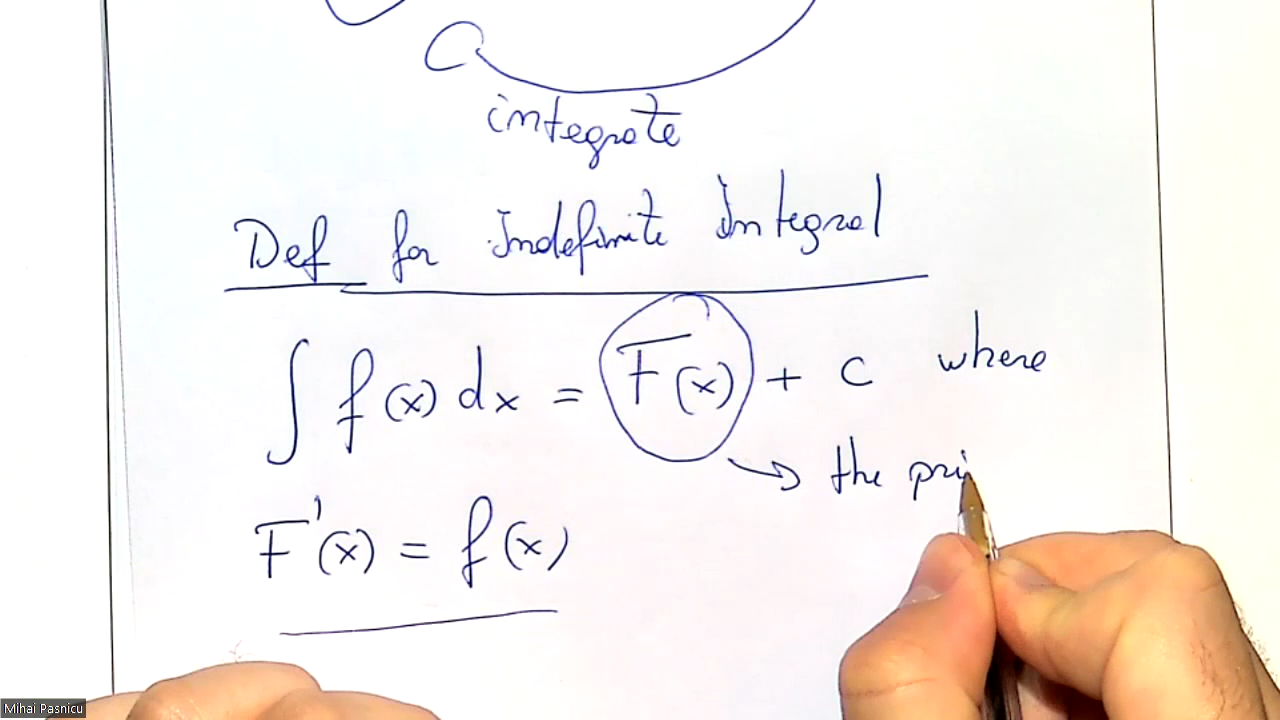 integrate
Def for Indefinite Integral
∫ f(x) dx = F(x) + C where
→ the pri
F'(x) = f(x)
Mihai Pasnicu